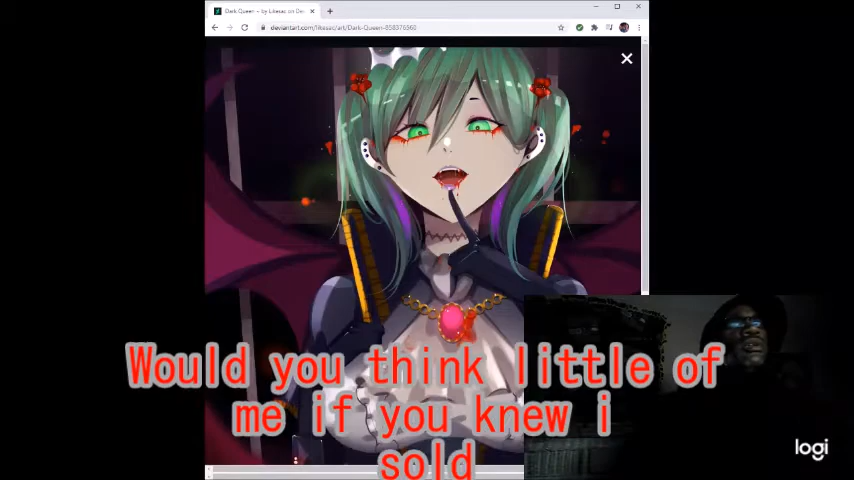 Dark Queen ~ by Likesac on De
deviantart.com/likesac/art/Dark-Queen-858376560
Would you think little of
me if you knew i
sold
logi